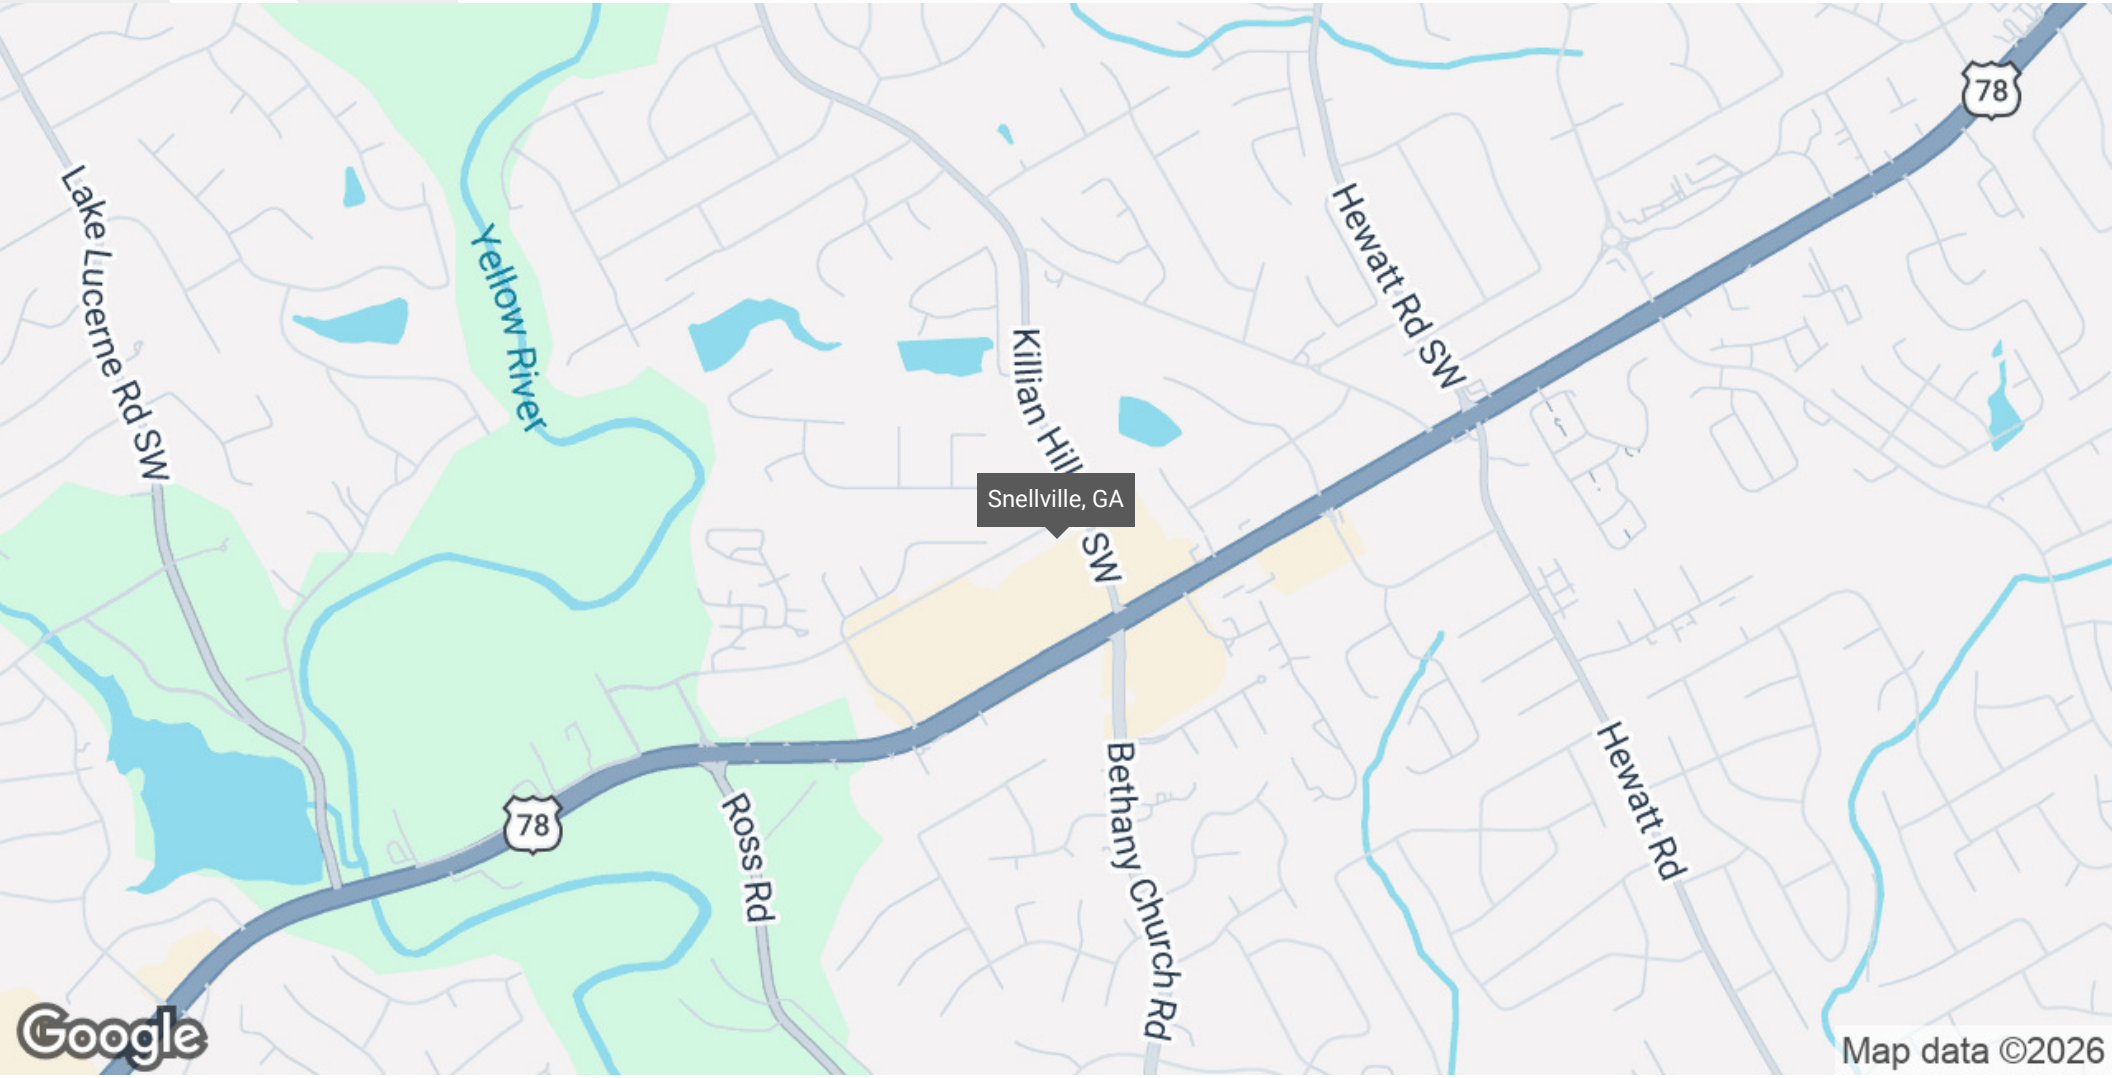 78
Lake Lucerne Rd SW
Yellow River
Hewatt Rd SW
Killian Hill
SW
Snellville, GA
78
Ross Rd
Bethany Church Rd
Hewatt Rd
Google
Map data ©2026